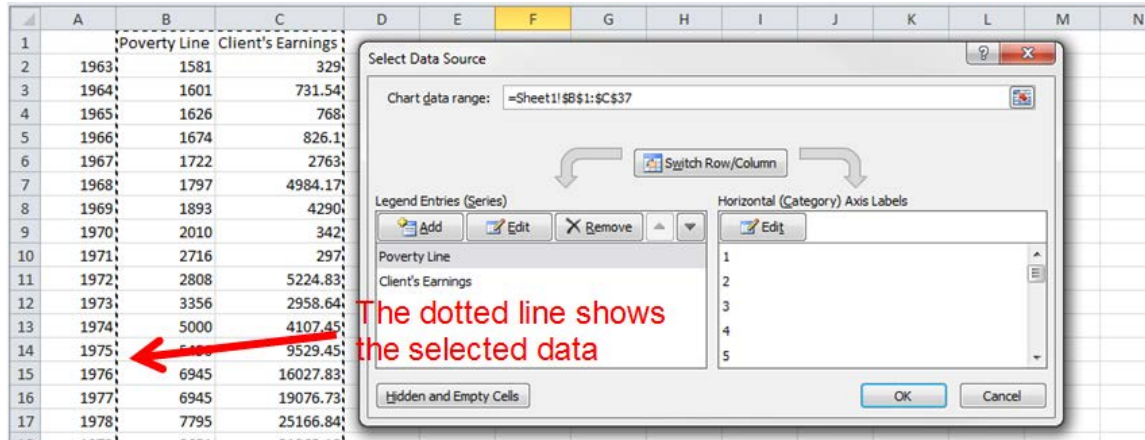 A B C D E F G H I J K L M N
1 Poverty Line Client's Earnings
2 1963 1581 329
3 1964 1601 731.54
4 1965 1626 768
5 1966 1674 826.1
6 1967 1722 2763
7 1968 1797 4984.17
8 1969 1893 4290
9 1970 2010 342
10 1971 2716 297
11 1972 2808 5224.83
12 1973 3356 2958.64
13 1974 5000 4107.45
14 1975 9529.45
15 1976 6945 16027.83
16 1977 6945 19076.73
17 1978 7795 25166.84
Select Data Source
Chart data range: =Sheet1!$B$1:$C$37
Switch Row/Column
Legend Entries (Series)
Add Edit Remove
Poverty Line
Client's Earnings
Horizontal (Category) Axis Labels
Edit
1
2
3
4
5
Hidden and Empty Cells
OK Cancel
The dotted line shows
the selected data